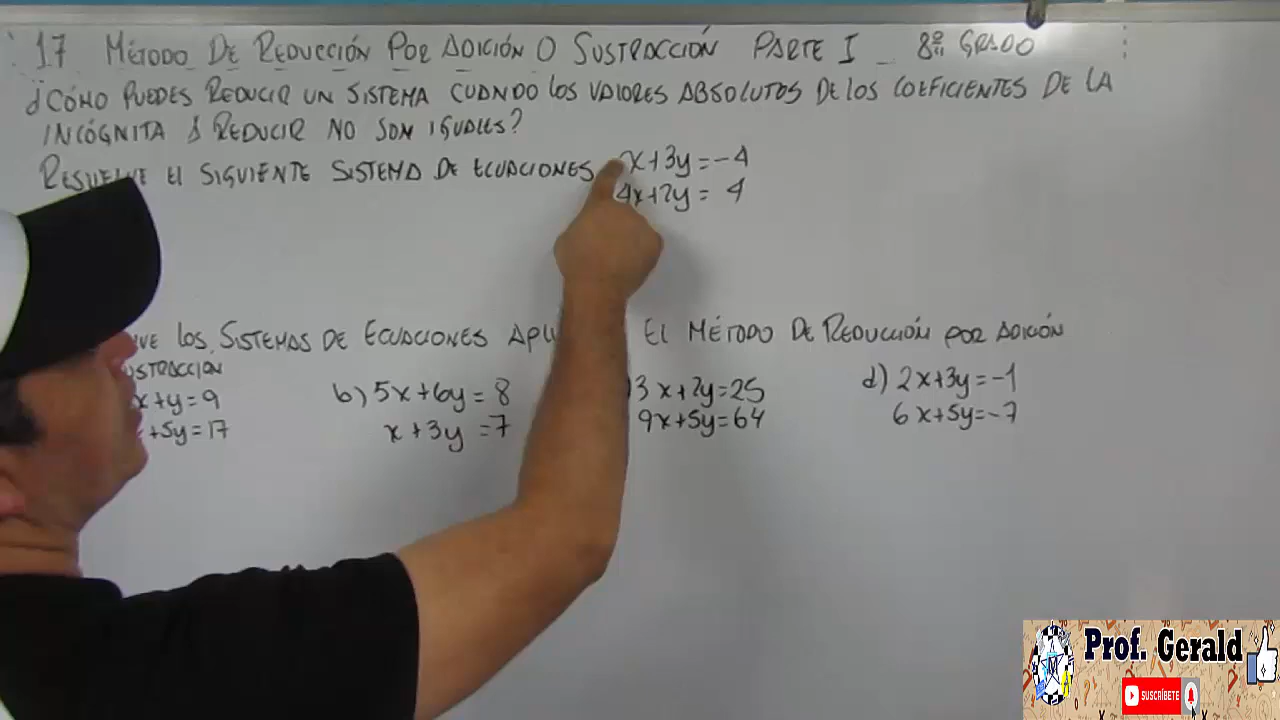 17 MÉTODO DE REDUCCIÓN POR ADICIÓN O SUSTRACCIÓN PARTE I 8º GRADO
¿CÓMO PUEDES REDUCIR UN SISTEMA CUANDO LOS VALORES ABSOLUTOS DE LOS COEFICIENTES DE LA
INCÓGNITA A REDUCIR NO SON IGUALES?
RESUELVE EL SIGUIENTE SISTEMA DE ECUACIONES x+3y=-4
4x+2y= 4
LOS SISTEMAS DE ECUACIONES EL MÉTODO DE REDUCCIÓN POR ADICIÓN
x+y=9 b) 5x+6y=8 3x+2y=25 d) 2x+3y=-1
+5y=17 x+3y=7 9x+5y=64 6x+5y=-7
Prof. Gerald
SUSCRÍBETE